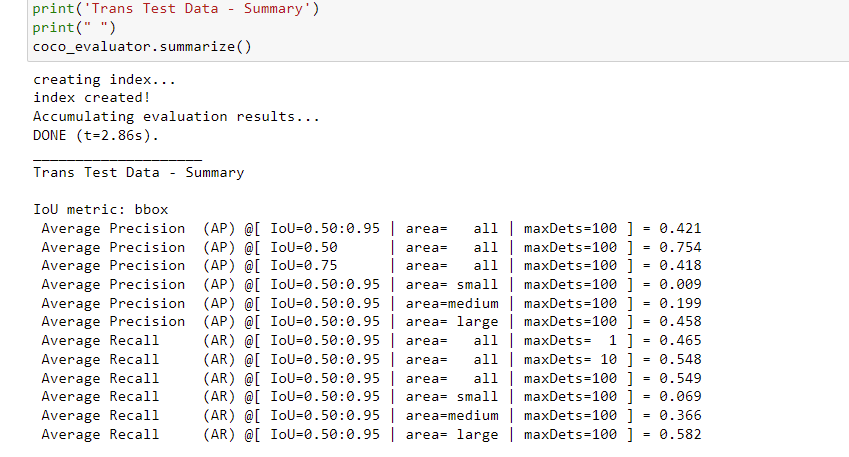 print('Trans Test Data - Summary')
print(" ")
coco_evaluator.summarize()
creating index...
index created!
Accumulating evaluation results...
DONE (t=2.86s).
____________________
Trans Test Data - Summary
IoU metric: bbox
Average Precision  (AP) @[ IoU=0.50:0.95 | area=   all | maxDets=100 ] = 0.421
Average Precision  (AP) @[ IoU=0.50      | area=   all | maxDets=100 ] = 0.754
Average Precision  (AP) @[ IoU=0.75      | area=   all | maxDets=100 ] = 0.418
Average Precision  (AP) @[ IoU=0.50:0.95 | area= small | maxDets=100 ] = 0.009
Average Precision  (AP) @[ IoU=0.50:0.95 | area=medium | maxDets=100 ] = 0.199
Average Precision  (AP) @[ IoU=0.50:0.95 | area= large | maxDets=100 ] = 0.458
Average Recall     (AR) @[ IoU=0.50:0.95 | area=   all | maxDets=  1 ] = 0.465
Average Recall     (AR) @[ IoU=0.50:0.95 | area=   all | maxDets= 10 ] = 0.548
Average Recall     (AR) @[ IoU=0.50:0.95 | area=   all | maxDets=100 ] = 0.549
Average Recall     (AR) @[ IoU=0.50:0.95 | area= small | maxDets=100 ] = 0.069
Average Recall     (AR) @[ IoU=0.50:0.95 | area=medium | maxDets=100 ] = 0.366
Average Recall     (AR) @[ IoU=0.50:0.95 | area= large | maxDets=100 ] = 0.582